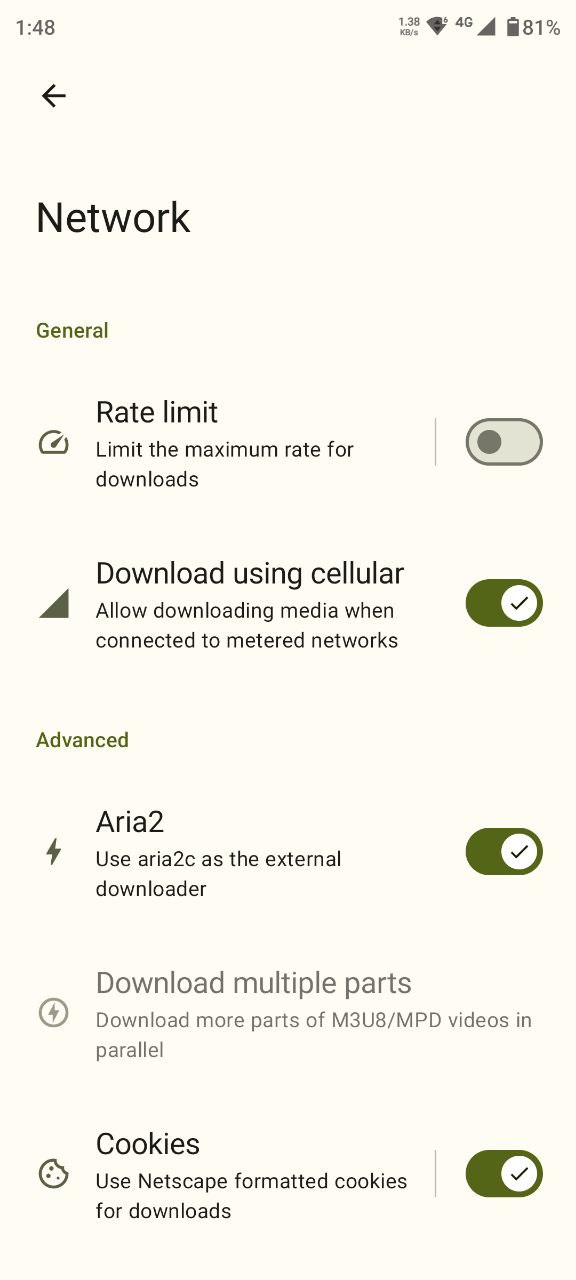 1:48
1.38 KB/s 6 4G 81%
Network
General
Rate limit
Limit the maximum rate for
downloads
Download using cellular
Allow downloading media when
connected to metered networks
Advanced
Aria2
Use aria2c as the external
downloader
Download multiple parts
Download more parts of M3U8/MPD videos in
parallel
Cookies
Use Netscape formatted cookies
for downloads